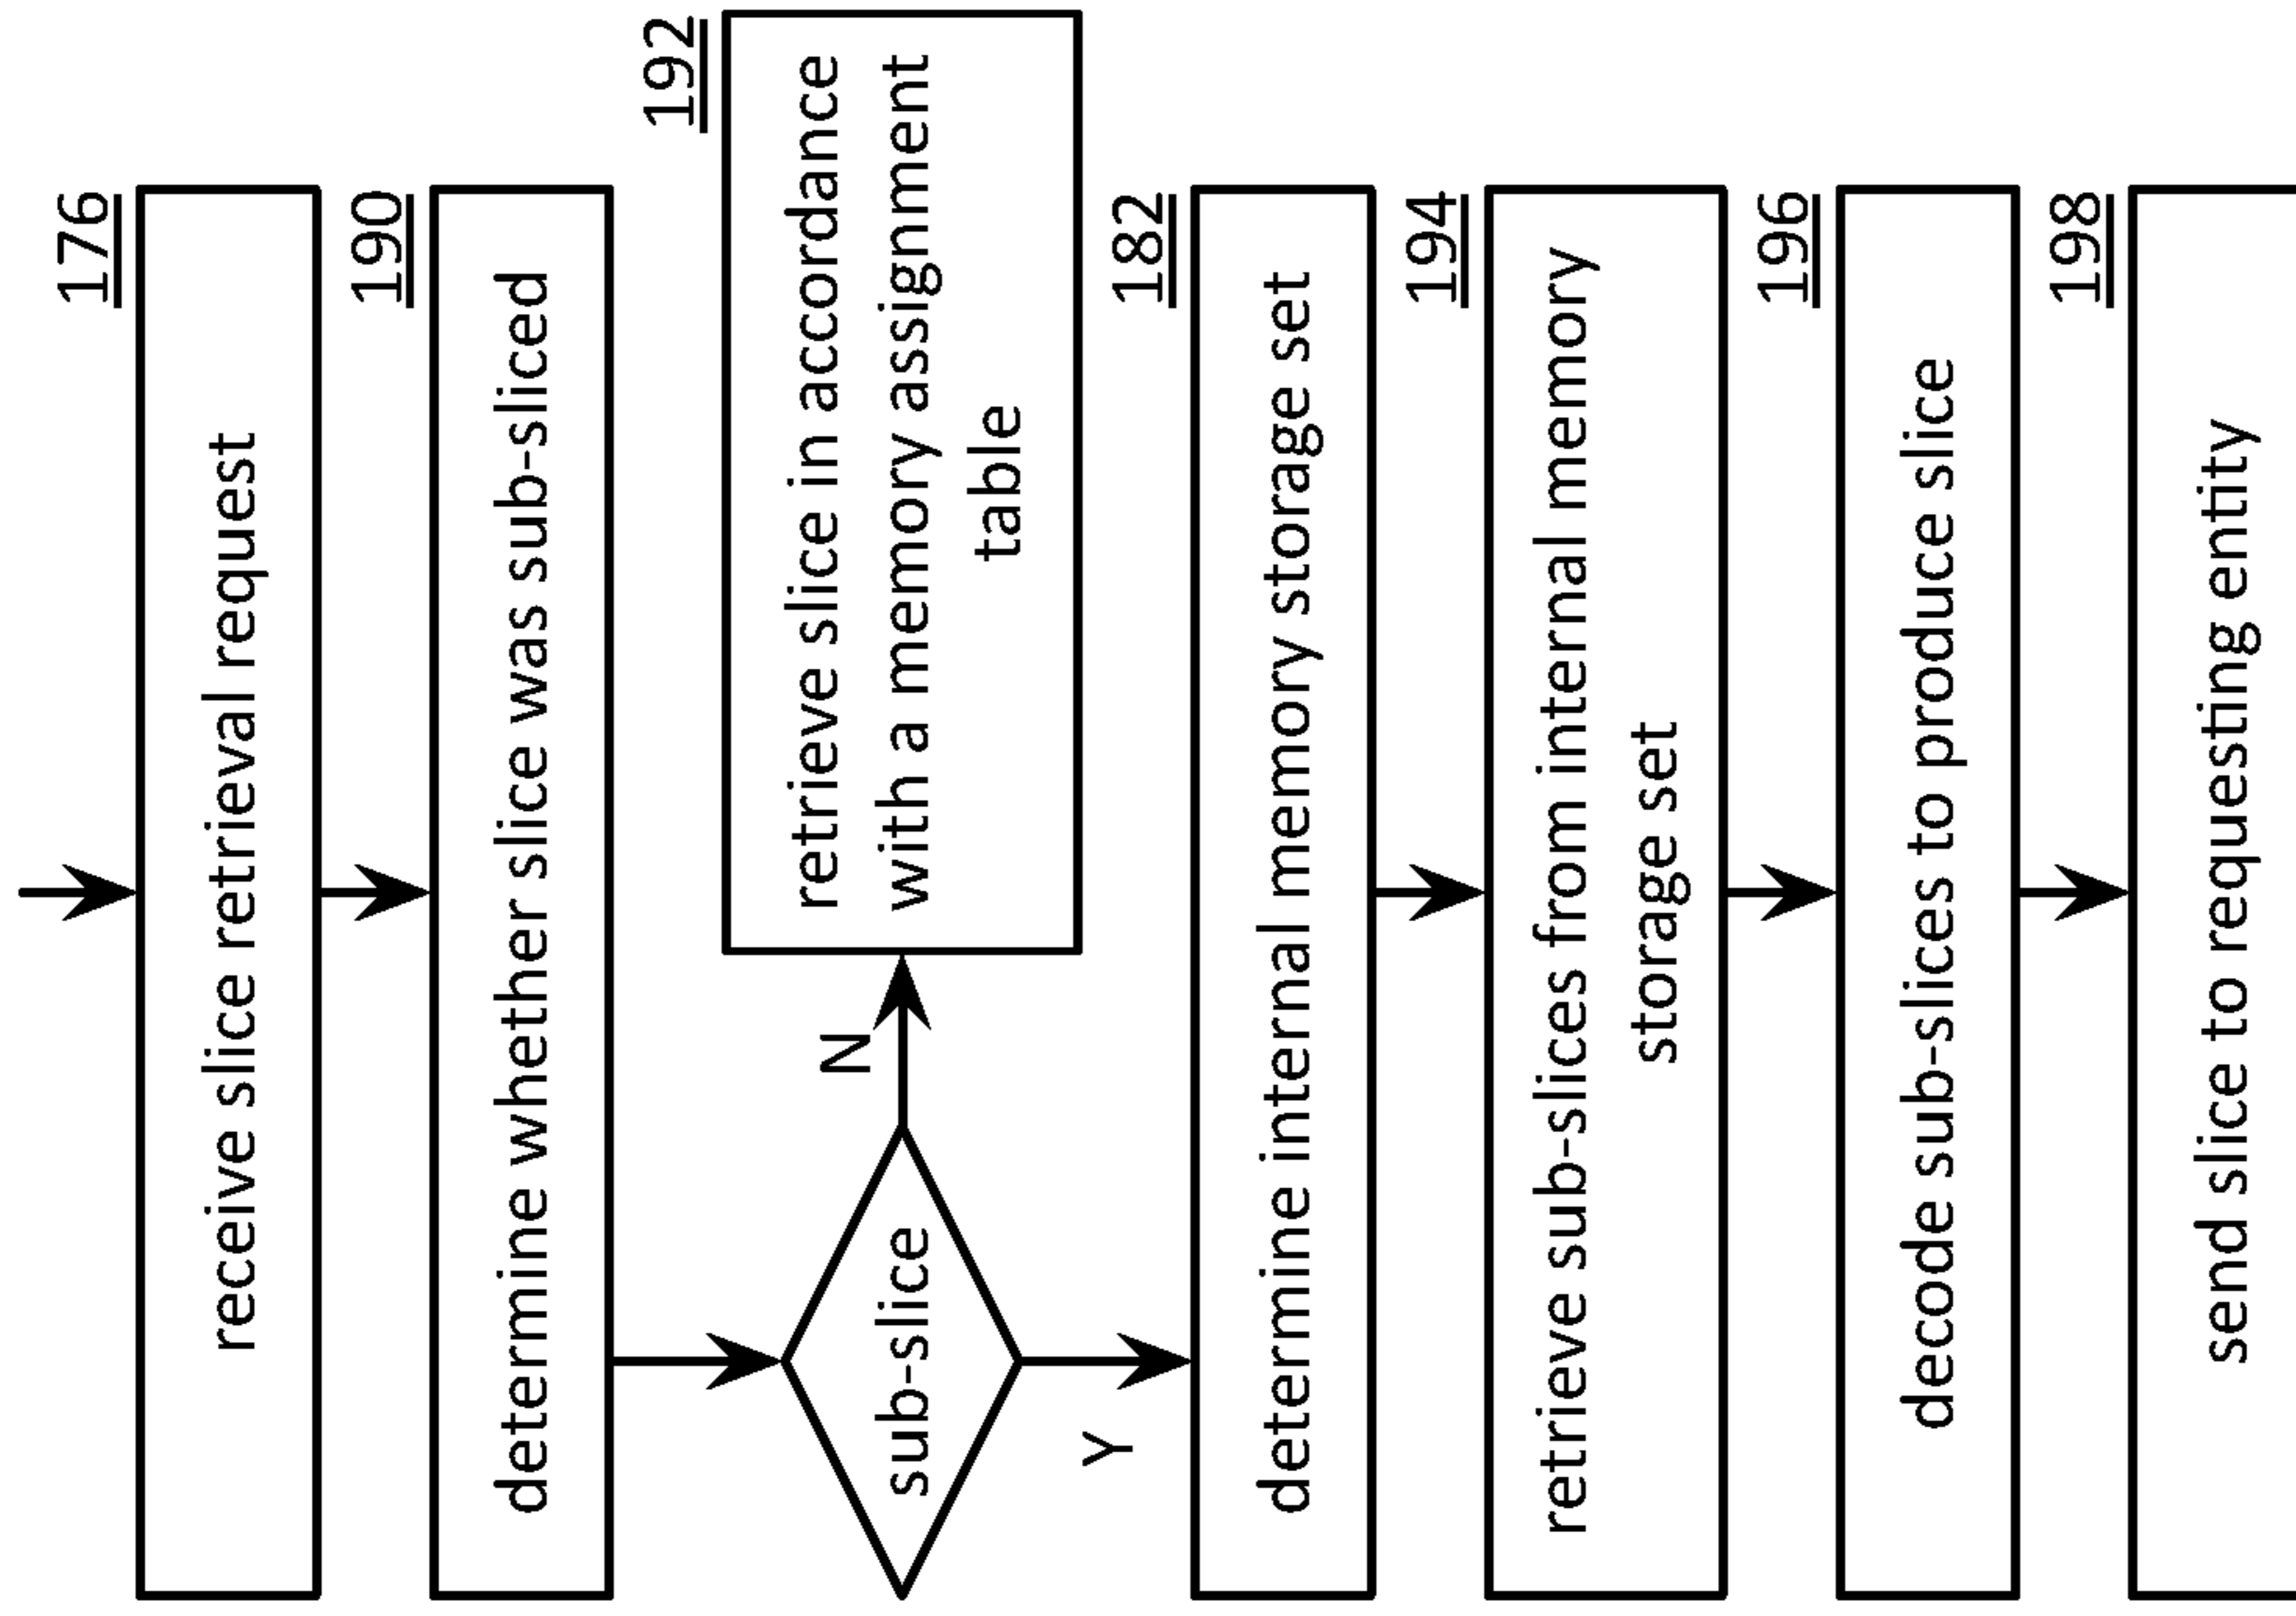 176
receive slice retrieval request
190
determine whether slice was sub-sliced
sub-slice
N
192
retrieve slice in accordance
with a memory assignment
table
Y
182
determine internal memory storage set
194
retrieve sub-slices from internal memory
storage set
196
decode sub-slices to produce slice
198
send slice to requesting entity